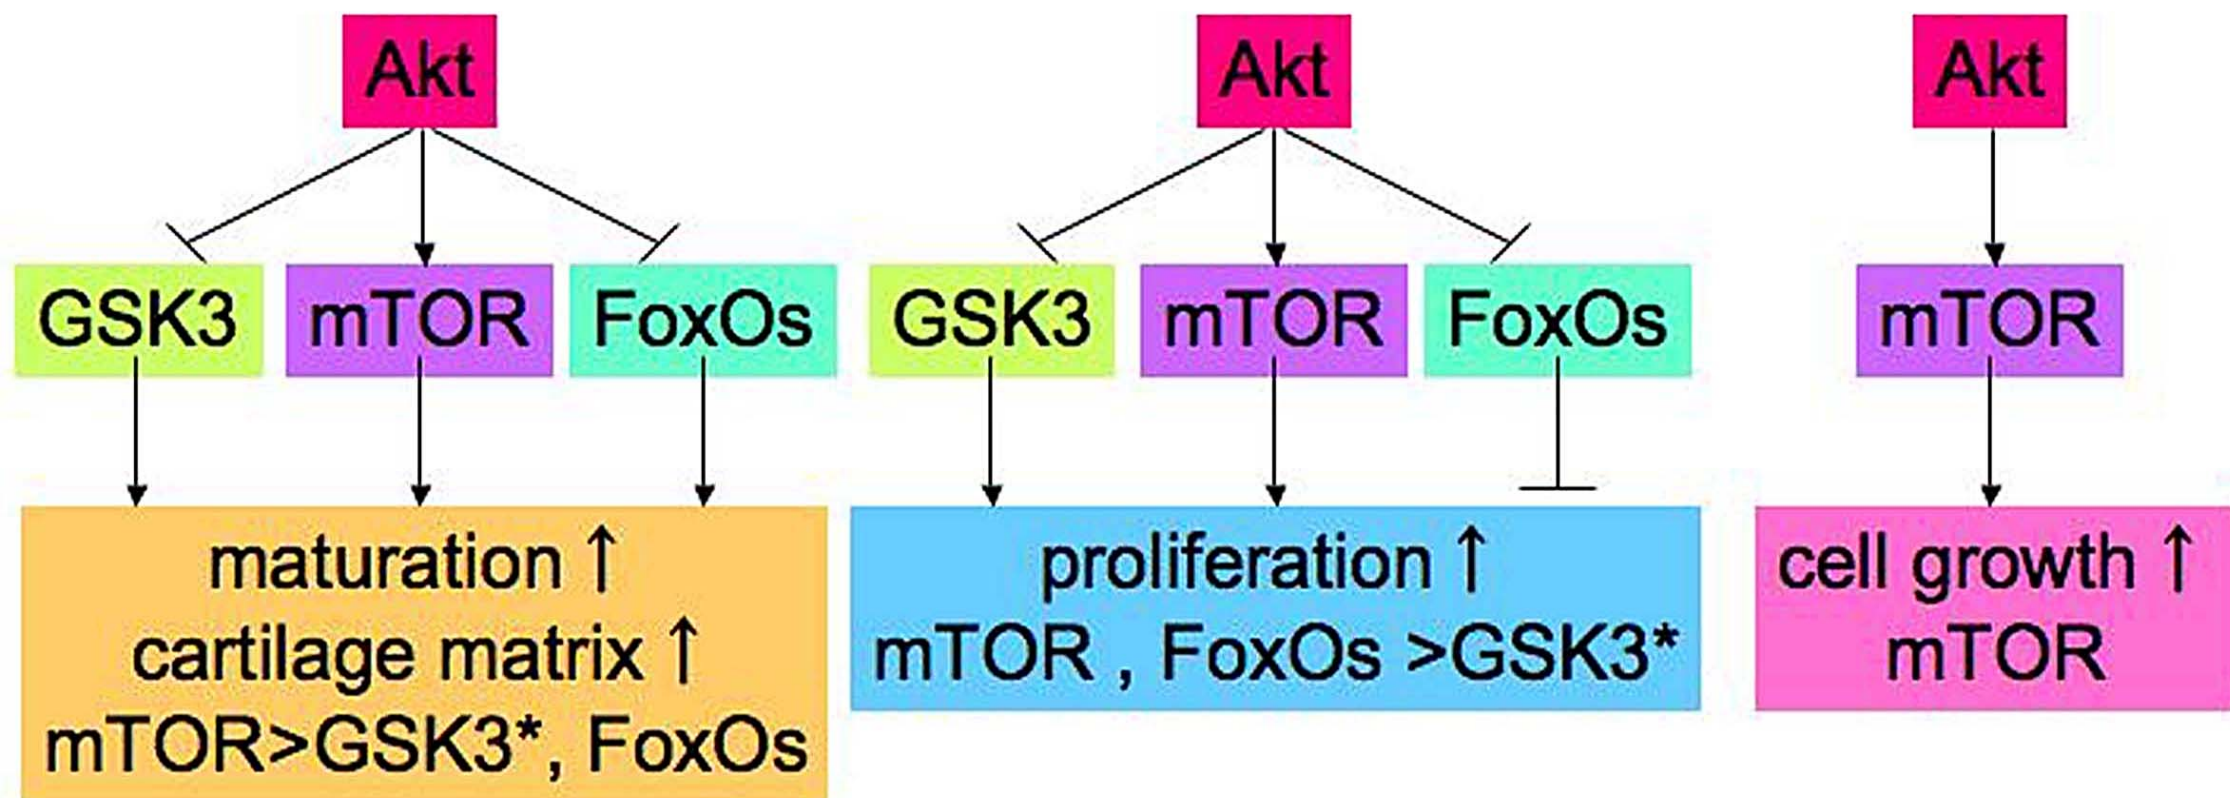 Akt
GSK3
mTOR
FoxOs
maturation ↑
cartilage matrix ↑
mTOR>GSK3*, FoxOs
Akt
GSK3
mTOR
FoxOs
proliferation ↑
mTOR , FoxOs >GSK3*
Akt
mTOR
cell growth ↑
mTOR